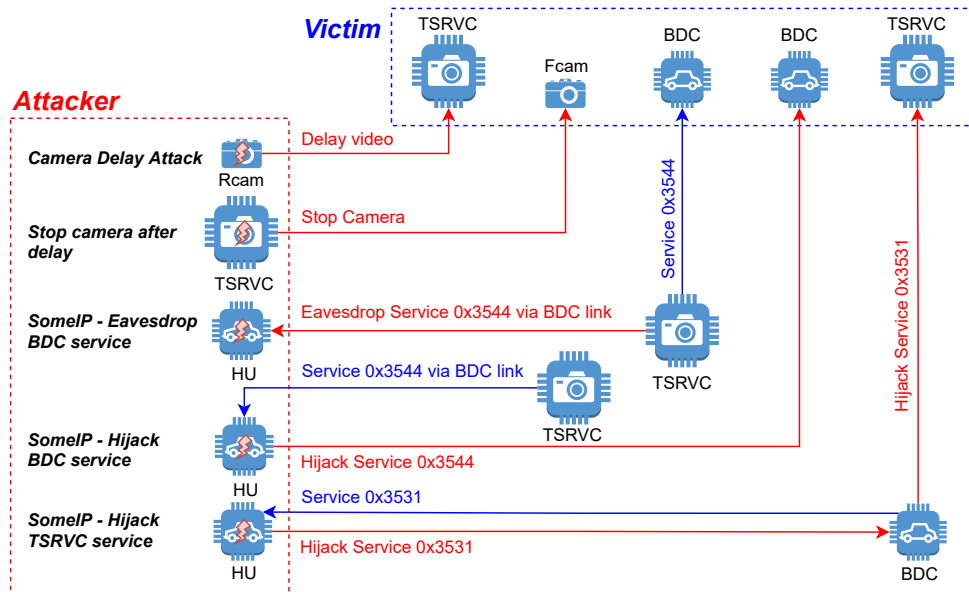 Victim
TSRVC
Fcam
BDC
BDC
TSRVC
Attacker
Camera Delay Attack
Rcam
Delay video
Stop camera after
delay
TSRVC
Stop Camera
Service 0x3544
Hijack Service 0x3531
SomeIP - Eavesdrop
BDC service
HU
Eavesdrop Service 0x3544 via BDC link
TSRVC
Service 0x3544 via BDC link
TSRVC
SomeIP - Hijack
BDC service
HU
Hijack Service 0x3544
SomeIP - Hijack
TSRVC service
HU
Service 0x3531
Hijack Service 0x3531
BDC